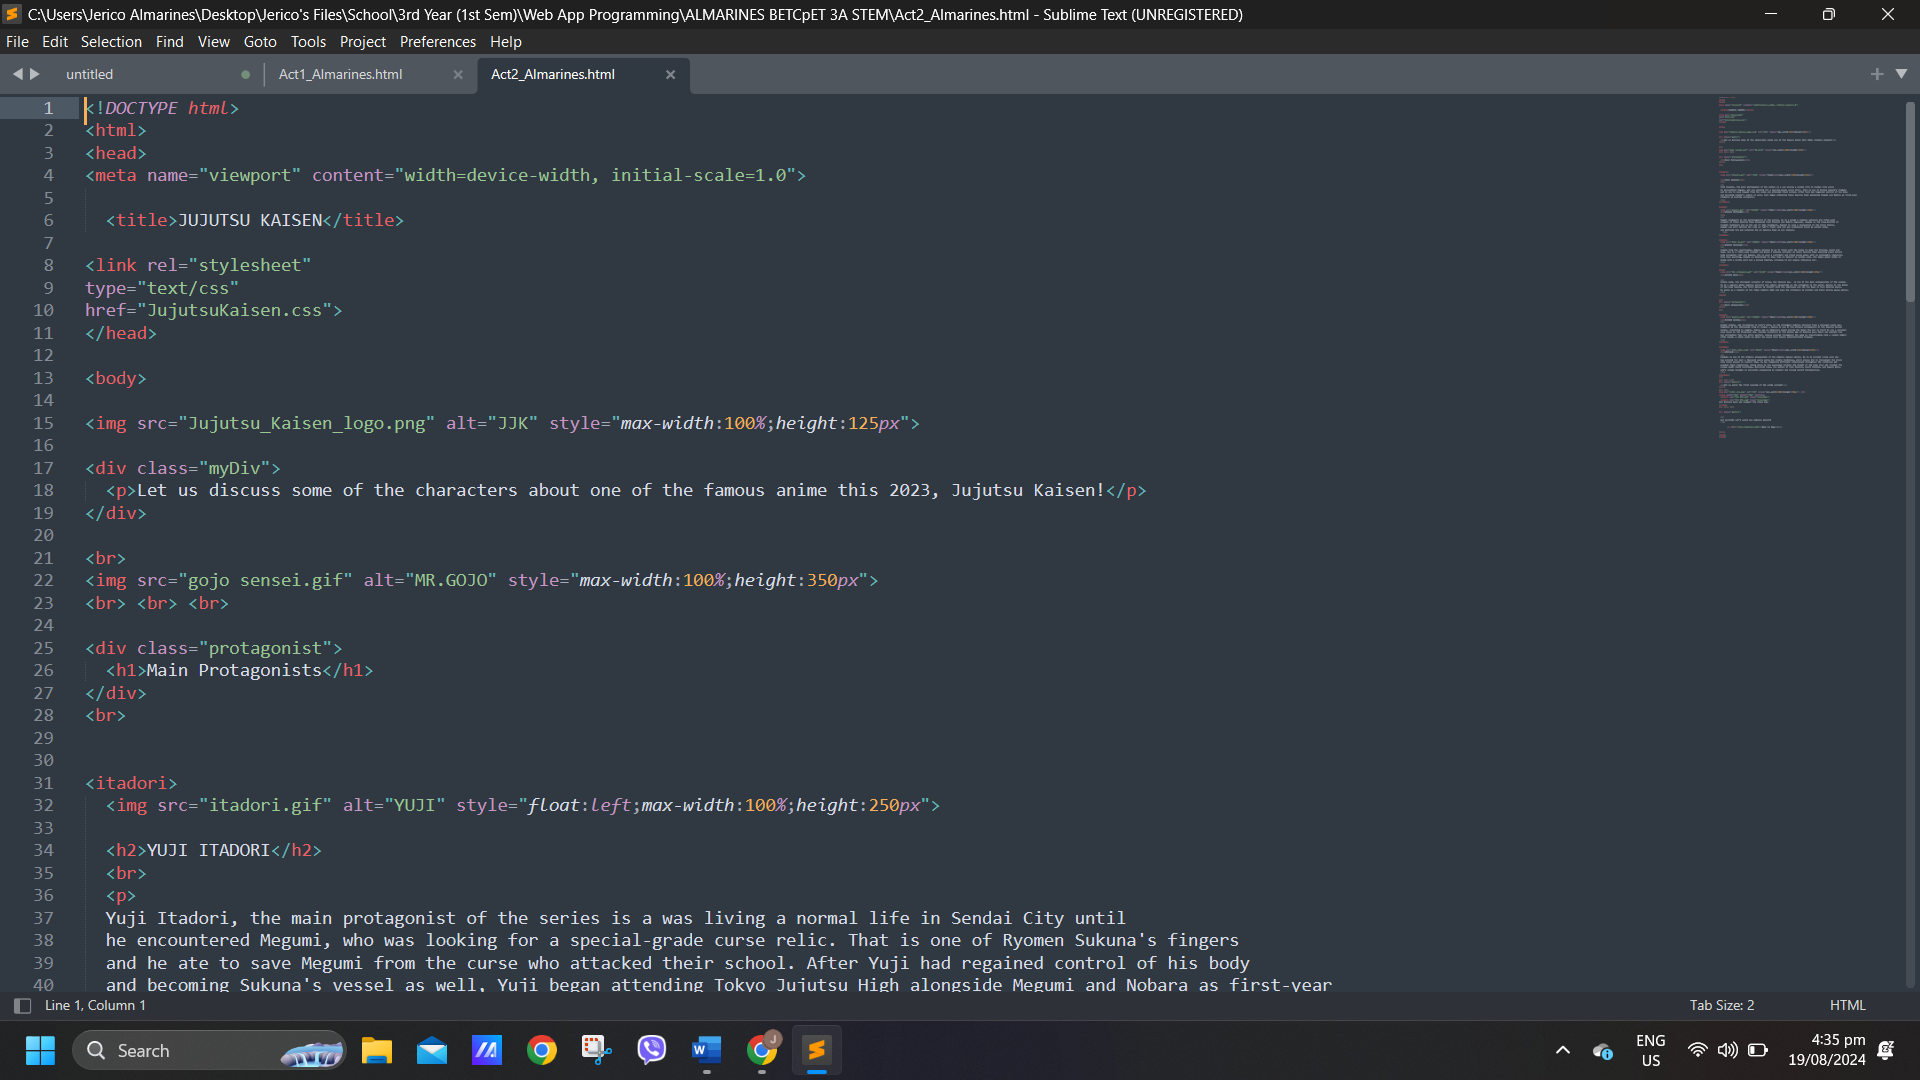 C:\Users\Jerico Almarines\Desktop\Jerico's Files\School\3rd Year (1st Sem)\Web App Programming\ALMARINES BETCpET 3A STEM\Act2_Almarines.html - Sublime Text (UNREGISTERED)
File Edit Selection Find View Goto Tools Project Preferences Help
untitled Act1_Almarines.html Act2_Almarines.html
1 <!DOCTYPE html>
2 <html>
3 <head>
4 <meta name="viewport" content="width=device-width, initial-scale=1.0">
5
6 <title>JUJUTSU KAISEN</title>
7
8 <link rel="stylesheet"
9 type="text/css"
10 href="JujutsuKaisen.css">
11 </head>
12
13 <body>
14
15 <img src="Jujutsu_Kaisen_logo.png" alt="JJK" style="max-width:100%;height:125px">
16
17 <div class="myDiv">
18 <p>Let us discuss some of the characters about one of the famous anime this 2023, Jujutsu Kaisen!</p>
19 </div>
20
21 <br>
22 <img src="gojo sensei.gif" alt="MR.GOJO" style="max-width:100%;height:350px">
23 <br> <br> <br>
24
25 <div class="protagonist">
26 <h1>Main Protagonists</h1>
27 </div>
28 <br>
29
30
31 <itadori>
32 <img src="itadori.gif" alt="YUJI" style="float:left;max-width:100%;height:250px">
33
34 <h2>YUJI ITADORI</h2>
35 <br>
36 <p>
37 Yuji Itadori, the main protagonist of the series is a was living a normal life in Sendai City until
38 he encountered Megumi, who was looking for a special-grade curse relic. That is one of Ryomen Sukuna's fingers
39 and he ate to save Megumi from the curse who attacked their school. After Yuji had regained control of his body
40 and becoming Sukuna's vessel as well, Yuji began attending Tokyo Jujutsu High alongside Megumi and Nobara as first-year
Line 1, Column 1 Tab Size: 2 HTML
Search
ENG
US
4:35 pm
19/08/2024